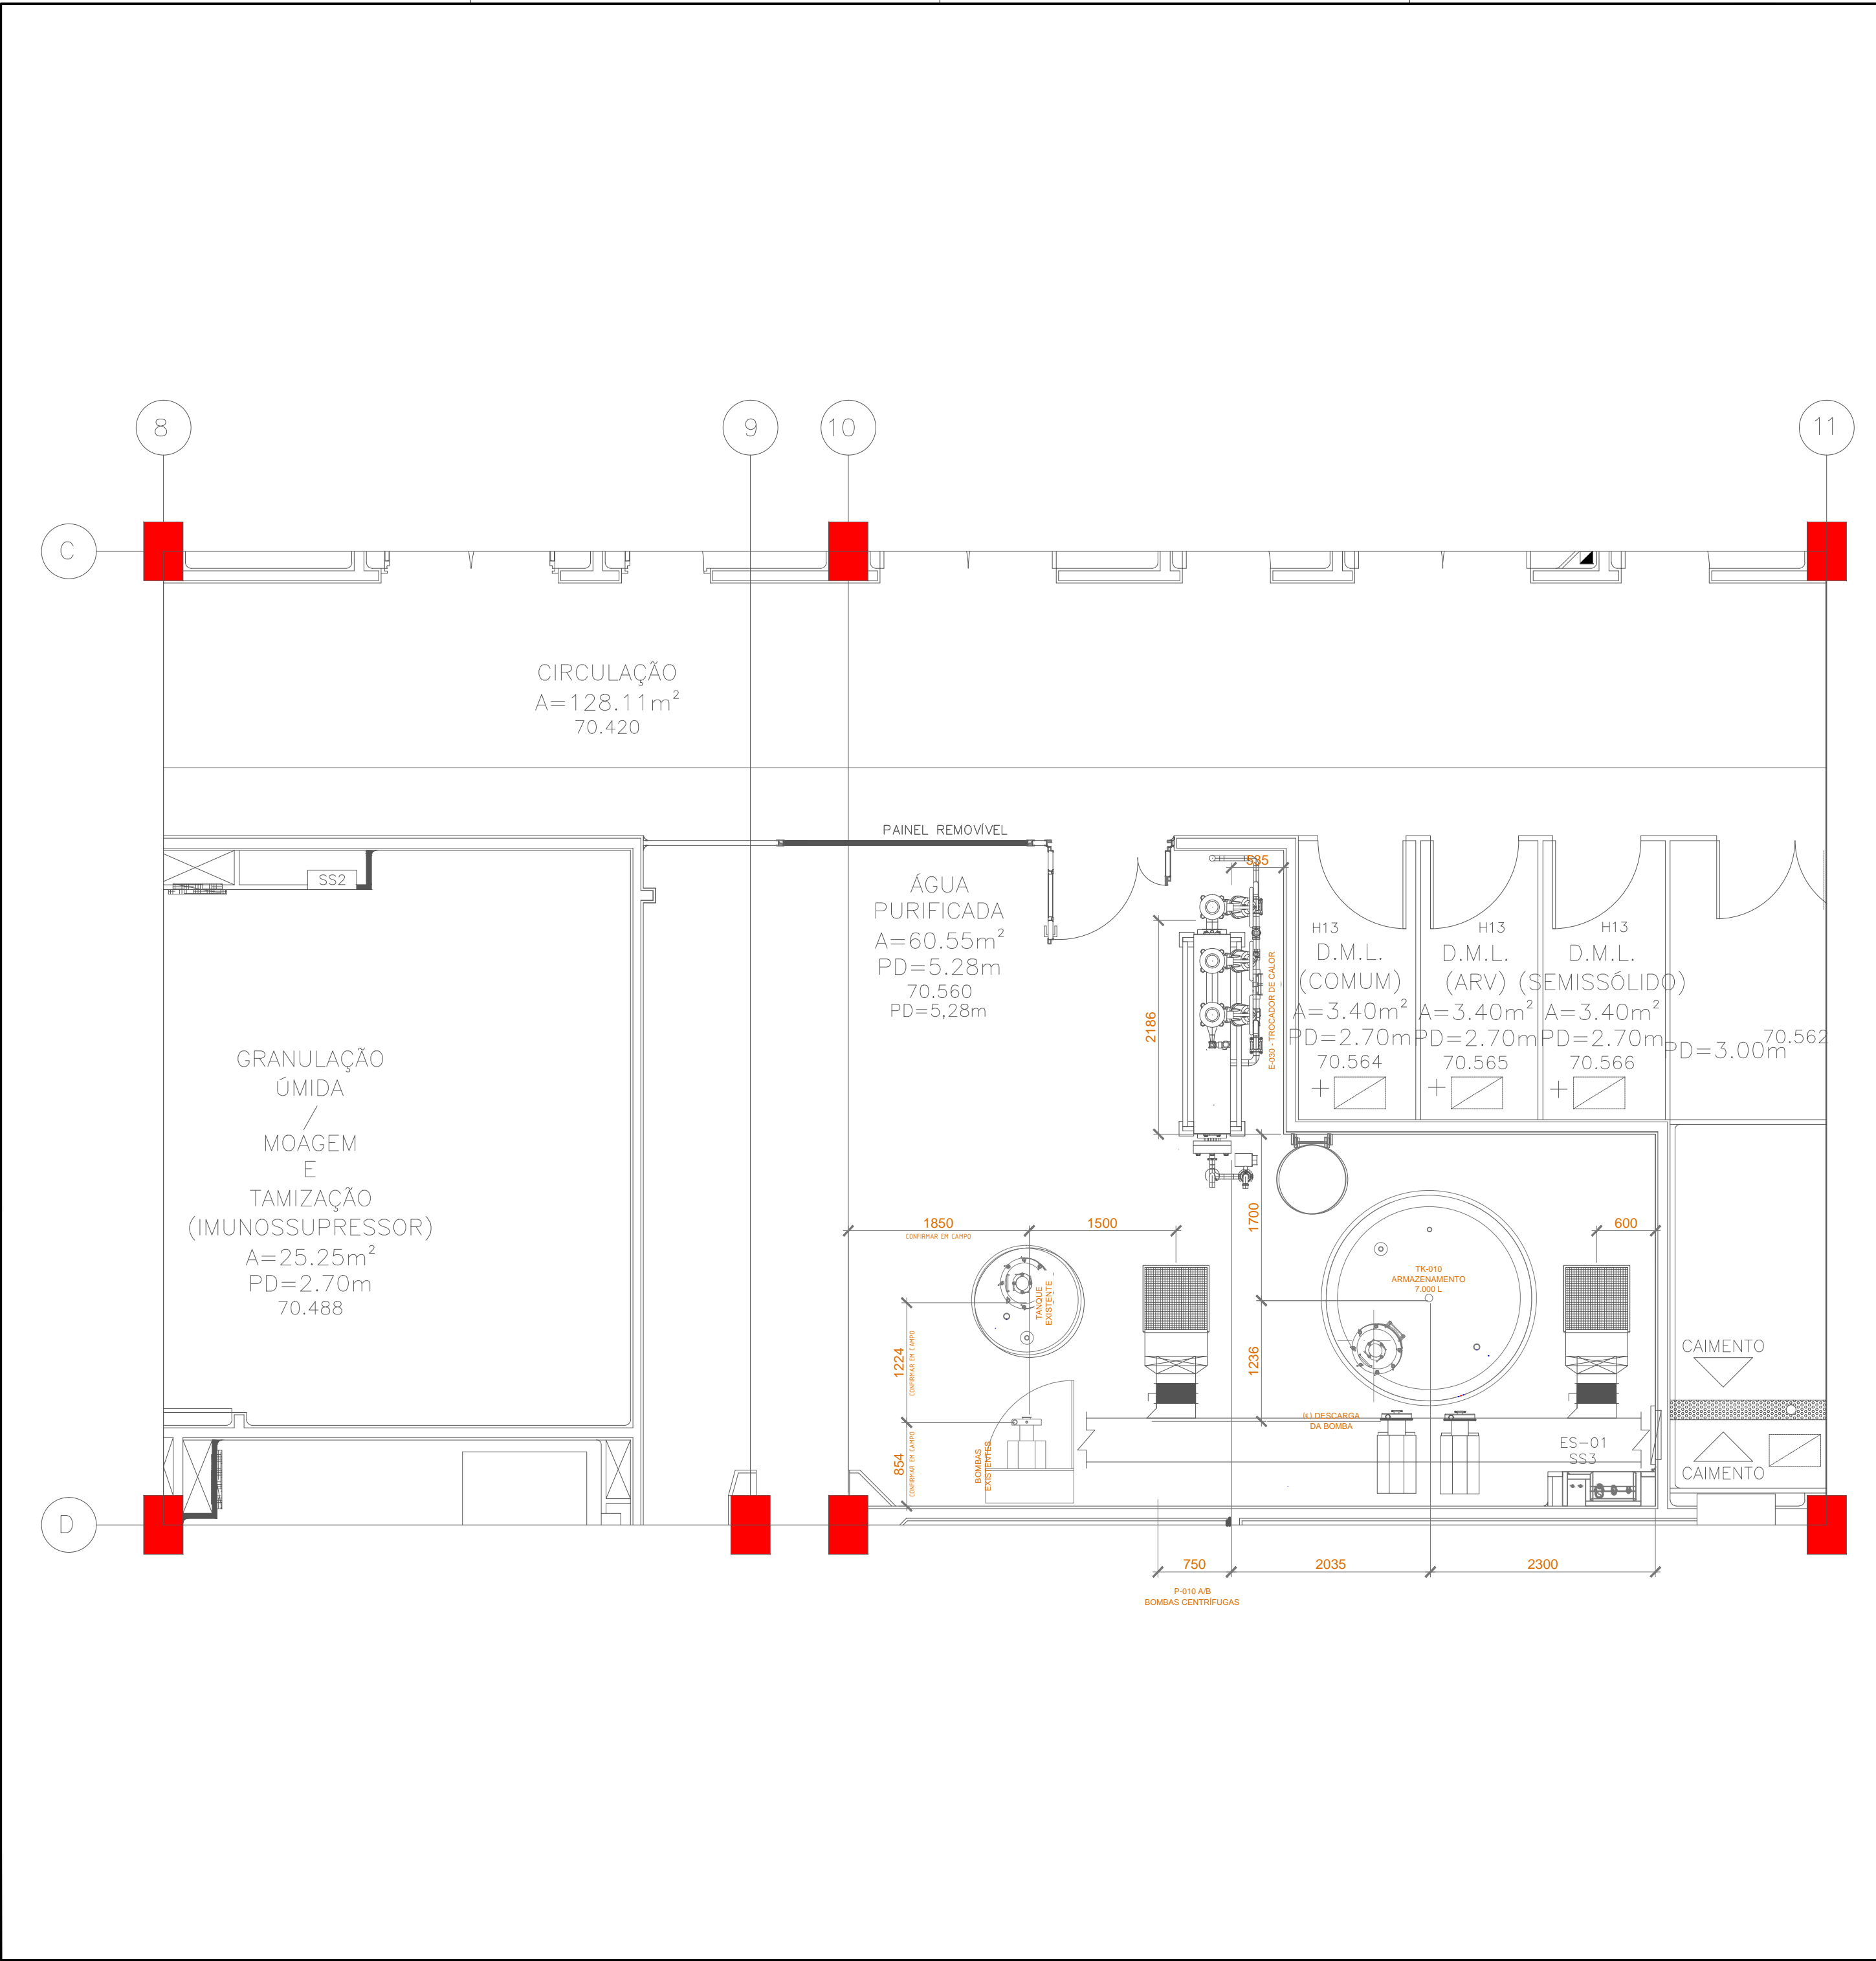 8
9
10
11
C
CIRCULAÇÃO
A=128.11m²
70.420
PAINEL REMOVÍVEL
SS2
ÁGUA
PURIFICADA
A=60.55m²
PD=5.28m
70.560
PD=5,28m
535
2186
E-030 - TROCADOR DE CALOR
H13
D.M.L.
(COMUM)
A=3.40m²
PD=2.70m
70.564
H13
D.M.L.
(ARV)
A=3.40m²
PD=2.70m
70.565
H13
D.M.L.
(SEMISSÓLIDO)
A=3.40m²
PD=2.70m
70.566
70.562
PD=3.00m
GRANULAÇÃO
ÚMIDA
/
MOAGEM
E
TAMIZAÇÃO
(IMUNOSSUPRESSOR)
A=25.25m²
PD=2.70m
70.488
1850
CONFIRMAR EM CAMPO
1500
1700
600
TANQUE
EXISTENTE
TK-010
ARMAZENAMENTO
7.000 L
1224
CONFIRMAR EM CAMPO
1236
CAIMENTO
(¢) DESCARGA
DA BOMBA
854
CONFIRMAR EM CAMPO
BOMBAS
EXISTENTES
ES-01
SS3
CAIMENTO
D
750
2035
2300
P-010 A/B
BOMBAS CENTRÍFUGAS